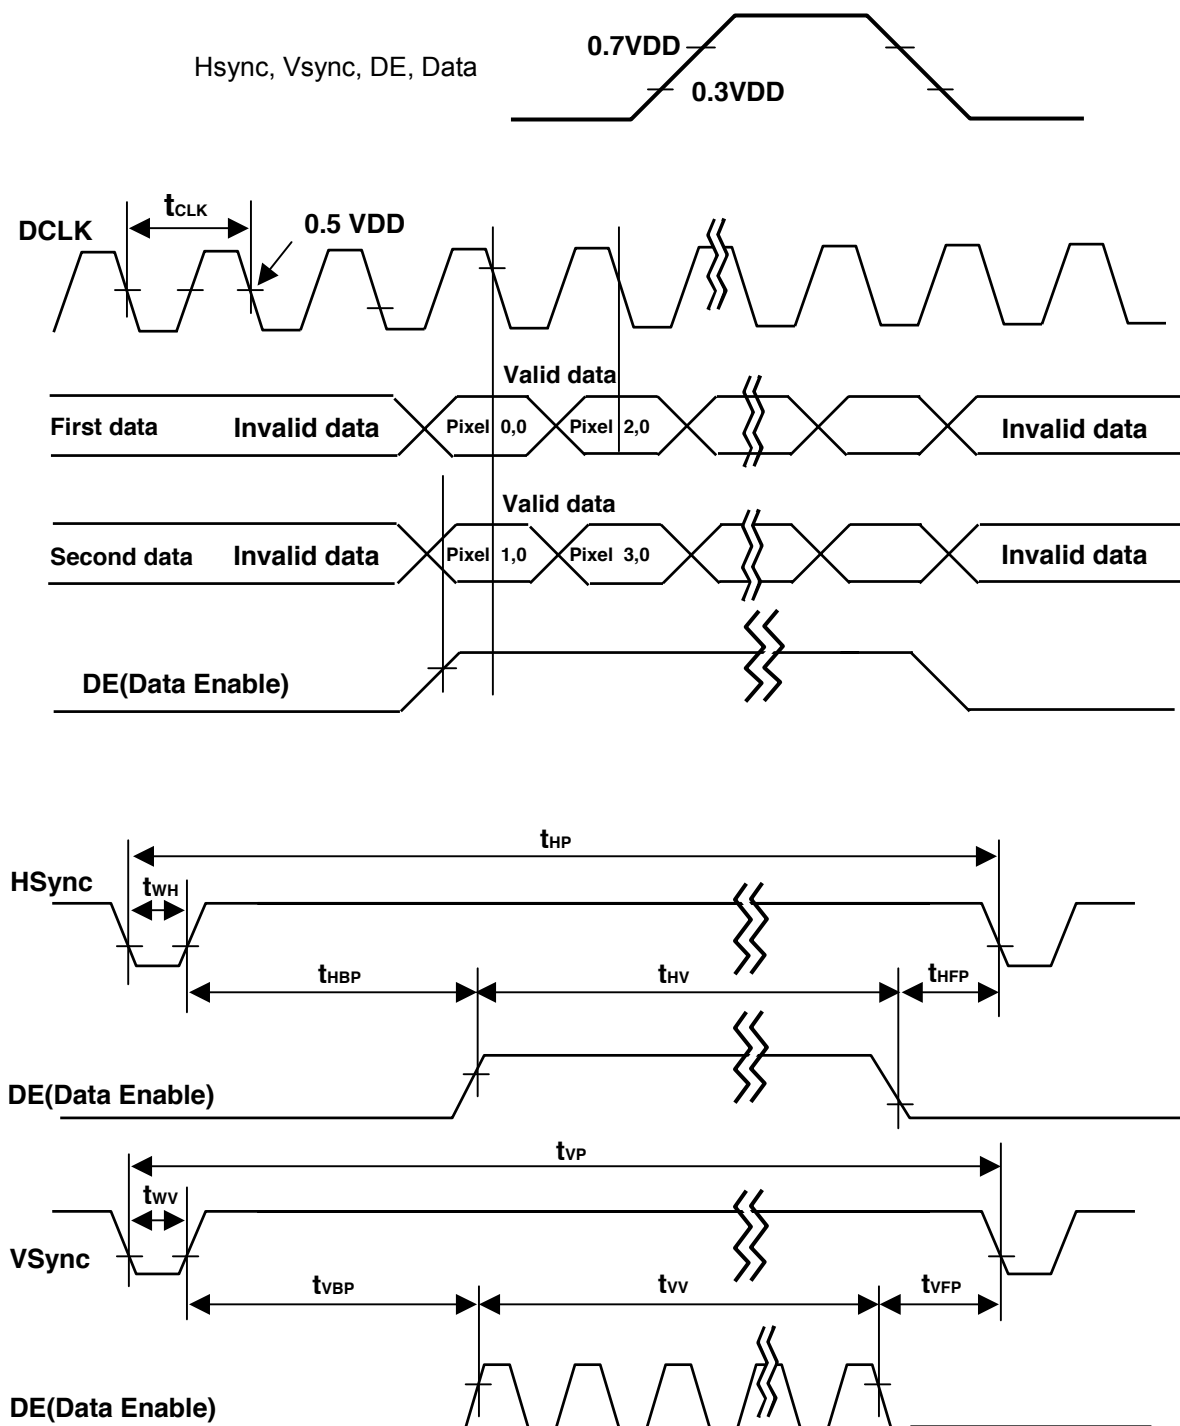 0.7VDD
Hsync, Vsync, DE, Data
0.3VDD
tCLK
DCLK
0.5 VDD
Valid data
First data Invalid data Pixel 0,0 Pixel 2,0 Invalid data
Valid data
Second data Invalid data Pixel 1,0 Pixel 3,0 Invalid data
DE(Data Enable)
tHP
HSync
tWH
tHBP tHV tHFP
DE(Data Enable)
tVP
tWV
VSync
tVBP tVV tVFP
DE(Data Enable)